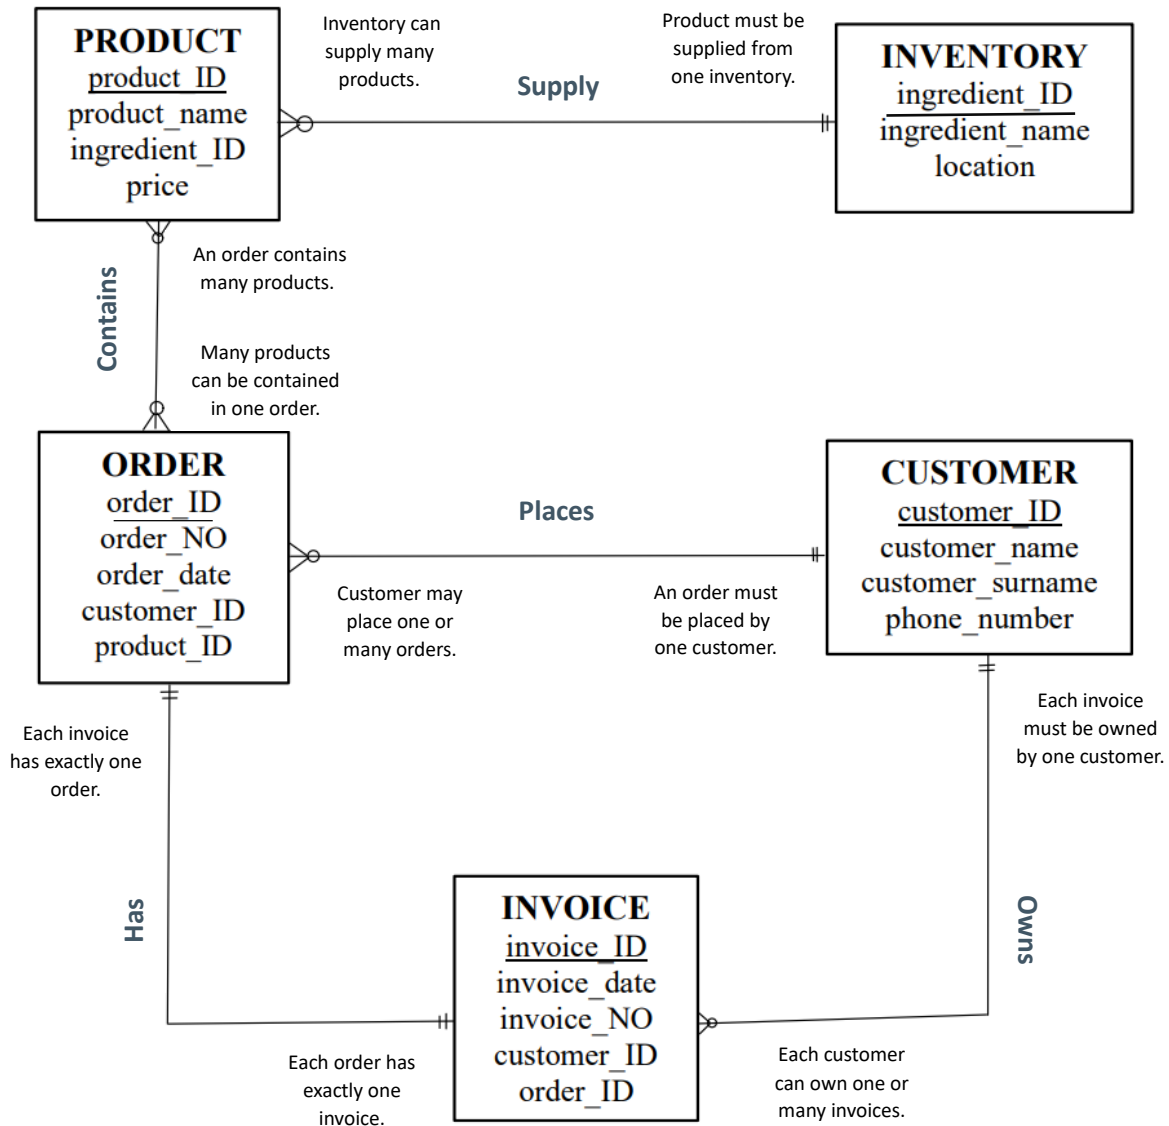 PRODUCT
product_ID
product_name
ingredient_ID
price
Inventory can
supply many
products.
Supply
Product must be
supplied from
one inventory.
INVENTORY
ingredient_ID
ingredient_name
location
Contains
An order contains
many products.
Many products
can be contained
in one order.
ORDER
order_ID
order_NO
order_date
customer_ID
product_ID
Places
Customer may
place one or
many orders.
An order must
be placed by
one customer.
CUSTOMER
customer_ID
customer_name
customer_surname
phone_number
Each invoice
has exactly one
order.
Each invoice
must be owned
by one customer.
Has
Each order has
exactly one
invoice.
INVOICE
invoice_ID
invoice_date
invoice_NO
customer_ID
order_ID
Owns
Each customer
can own one or
many invoices.